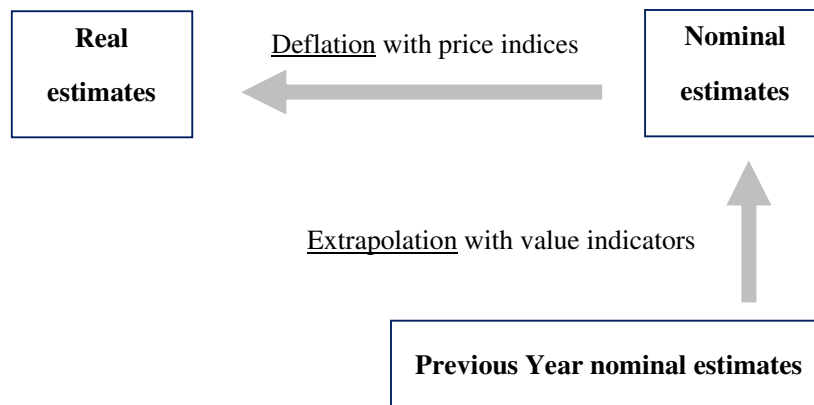 Real
estimates
Deflation with price indices
Nominal
estimates
Extrapolation with value indicators
Previous Year nominal estimates